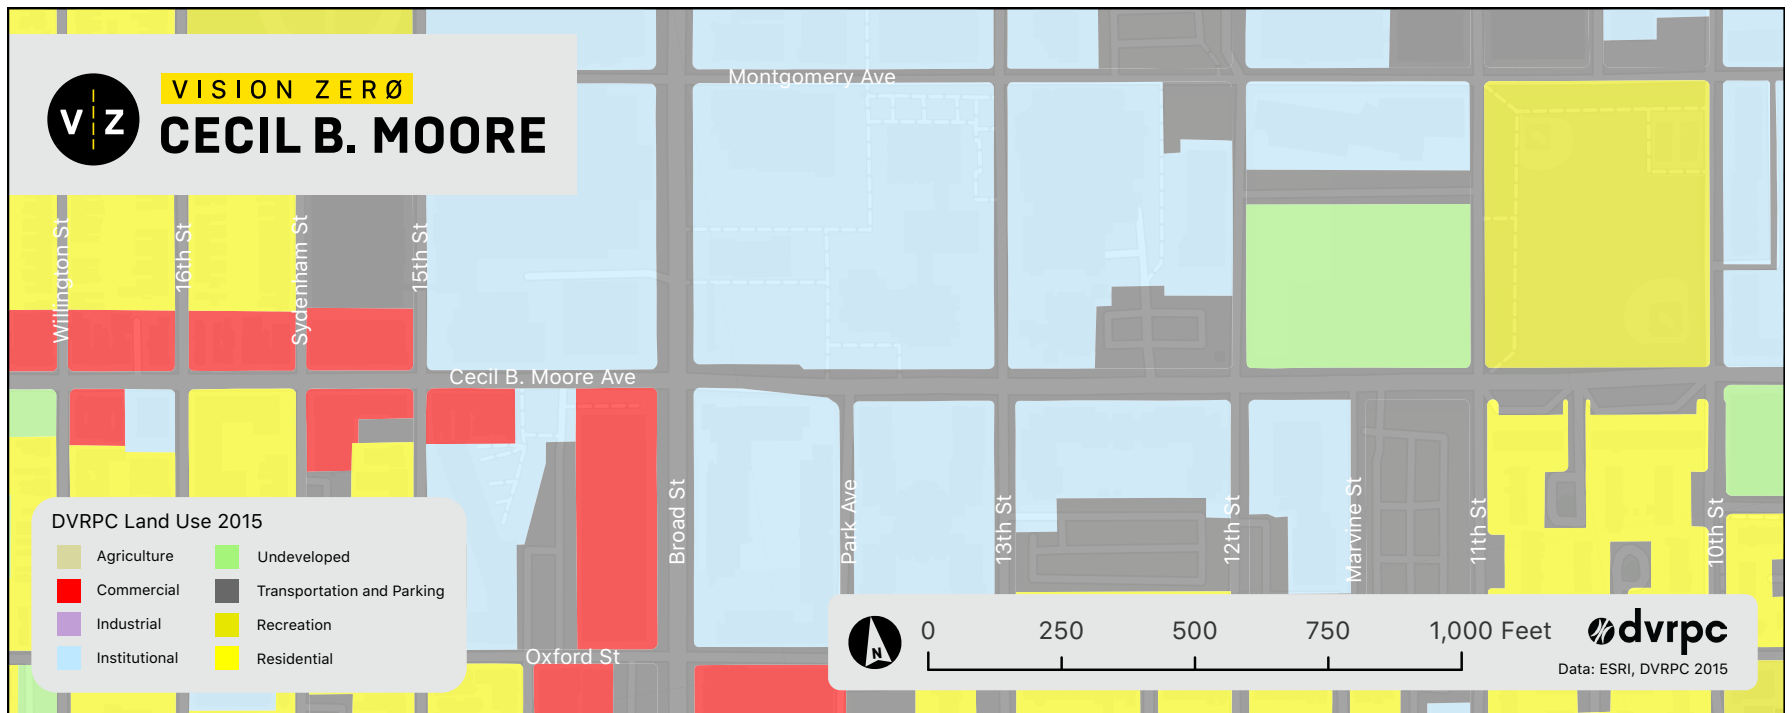 V Z
VISION ZERØ
CECIL B. MOORE
Montgomery Ave
Willington St
16th St
Sydenham St
15th St
Cecil B. Moore Ave
Broad St
Park Ave
13th St
12th St
Marvine St
11th St
10th St
Oxford St
DVRPC Land Use 2015
Agriculture
Commercial
Industrial
Institutional
Undeveloped
Transportation and Parking
Recreation
Residential
N
0 250 500 750 1,000 Feet
dvrpc
Data: ESRI, DVRPC 2015